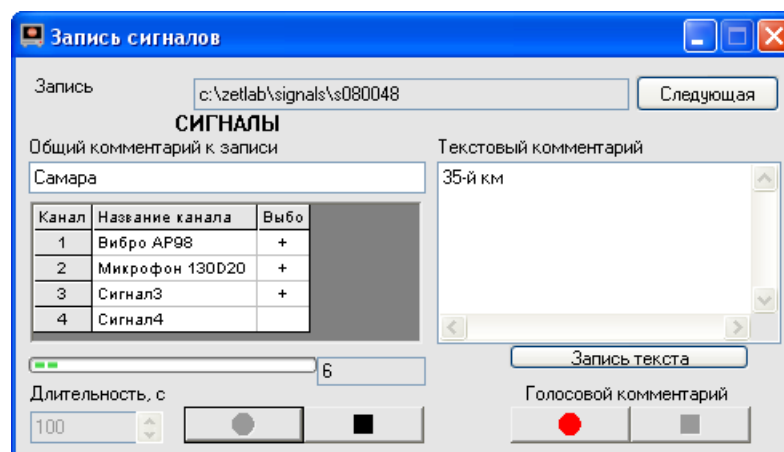 Запись сигналов
Запись
c:\zetlab\signals\s080048
Следующая
СИГНАЛЫ
Общий комментарий к записи
Текстовый комментарий
Самара
35-й км
Канал Название канала Выбо
1 Вибро AP98 +
2 Микрофон 130D20 +
3 Сигнал3 +
4 Сигнал4
6
Запись текста
Длительность, с
Голосовой комментарий
100